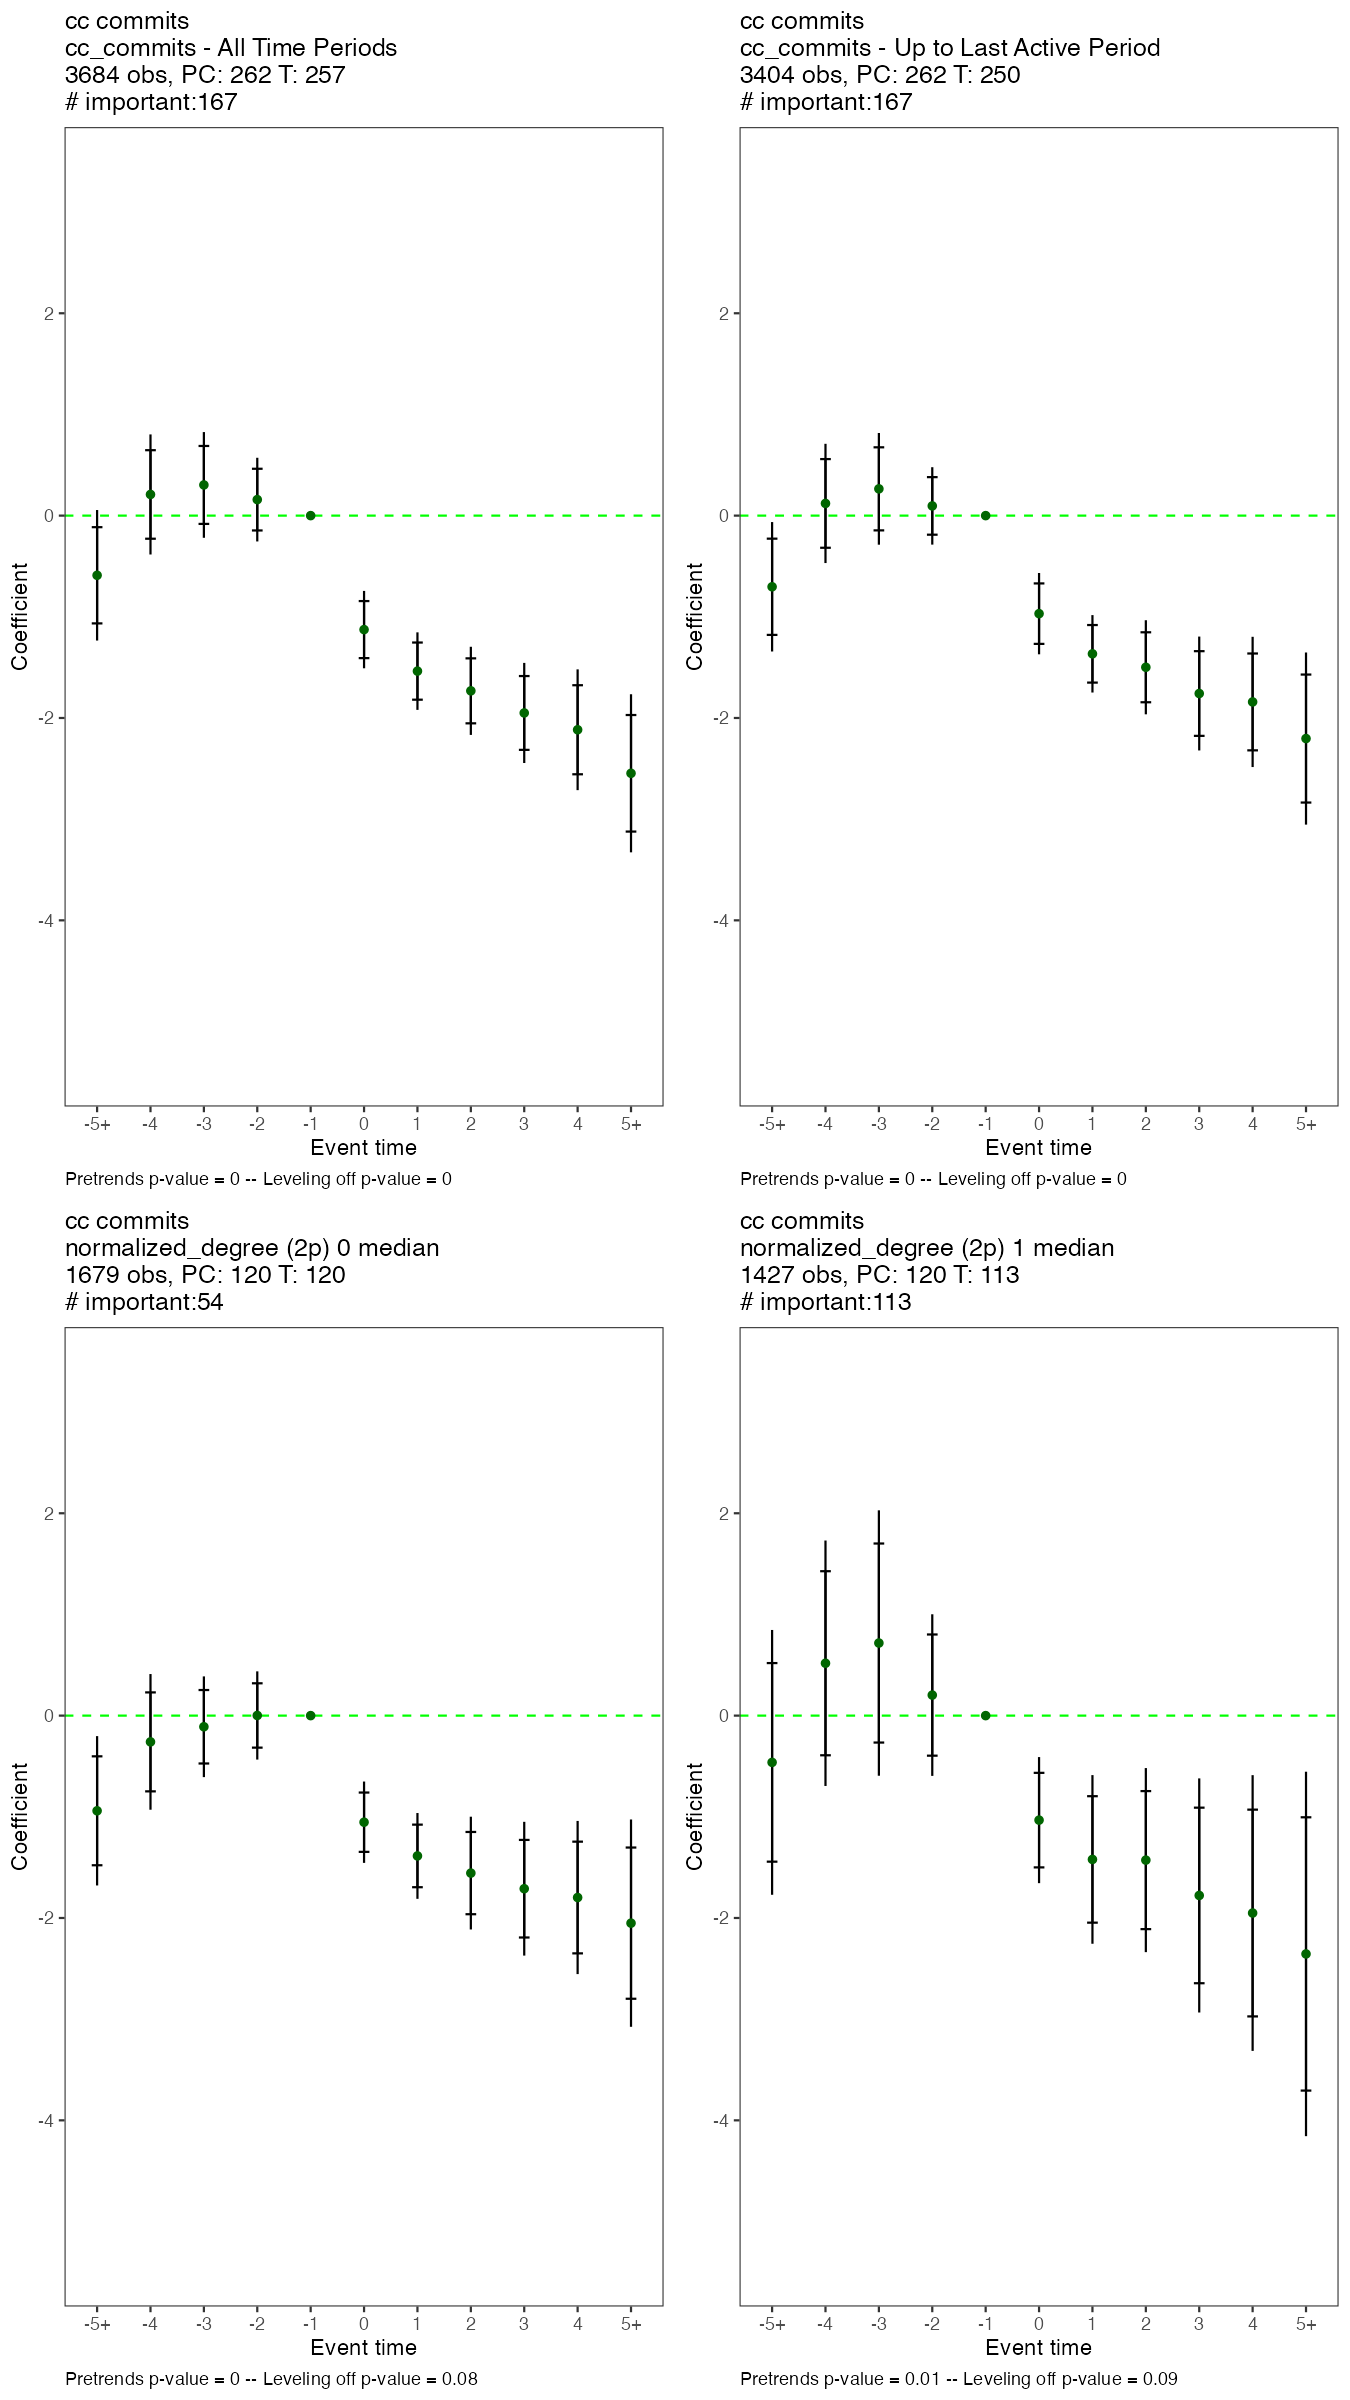 cc commits
cc_commits - All Time Periods
3684 obs, PC: 262 T: 257
# important:167
2
0
-2
-4
Coefficient
-5+ -4 -3 -2 -1 0 1 2 3 4 5+
Event time
Pretrends p-value = 0 -- Leveling off p-value = 0
cc commits
cc_commits - Up to Last Active Period
3404 obs, PC: 262 T: 250
# important:167
2
0
-2
-4
Coefficient
-5+ -4 -3 -2 -1 0 1 2 3 4 5+
Event time
Pretrends p-value = 0 -- Leveling off p-value = 0
cc commits
normalized_degree (2p) 0 median
1679 obs, PC: 120 T: 120
# important:54
2
0
-2
-4
Coefficient
-5+ -4 -3 -2 -1 0 1 2 3 4 5+
Event time
Pretrends p-value = 0 -- Leveling off p-value = 0.08
cc commits
normalized_degree (2p) 1 median
1427 obs, PC: 120 T: 113
# important:113
2
0
-2
-4
Coefficient
-5+ -4 -3 -2 -1 0 1 2 3 4 5+
Event time
Pretrends p-value = 0.01 -- Leveling off p-value = 0.09